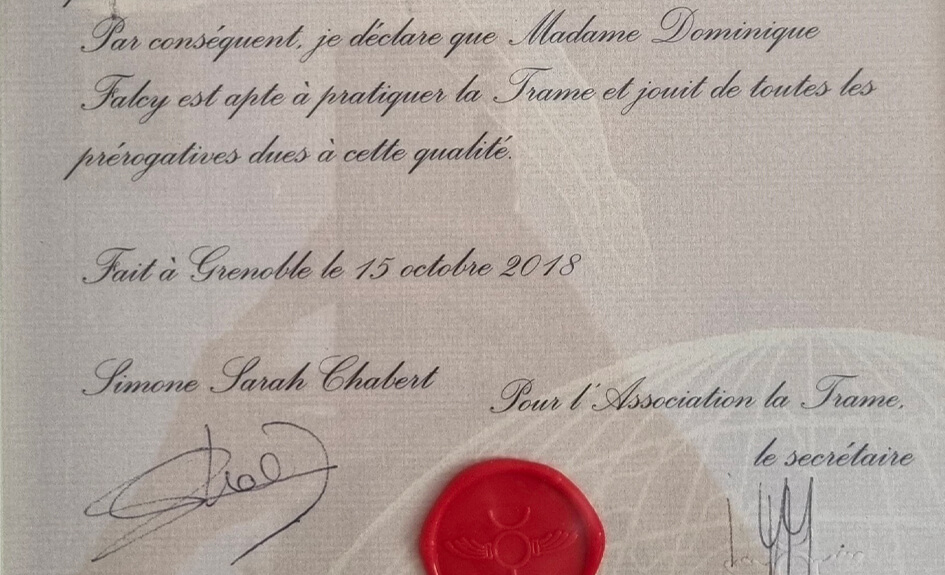 Par conséquent, je déclare que Madame Dominique
Falcy est apte à pratiquer la Trame et jouit de toutes les
prérogatives dues à cette qualité.
Fait à Grenoble le 15 octobre 2018
Simone Sarah Chabert
Pour l'Association la Trame,
le secrétaire